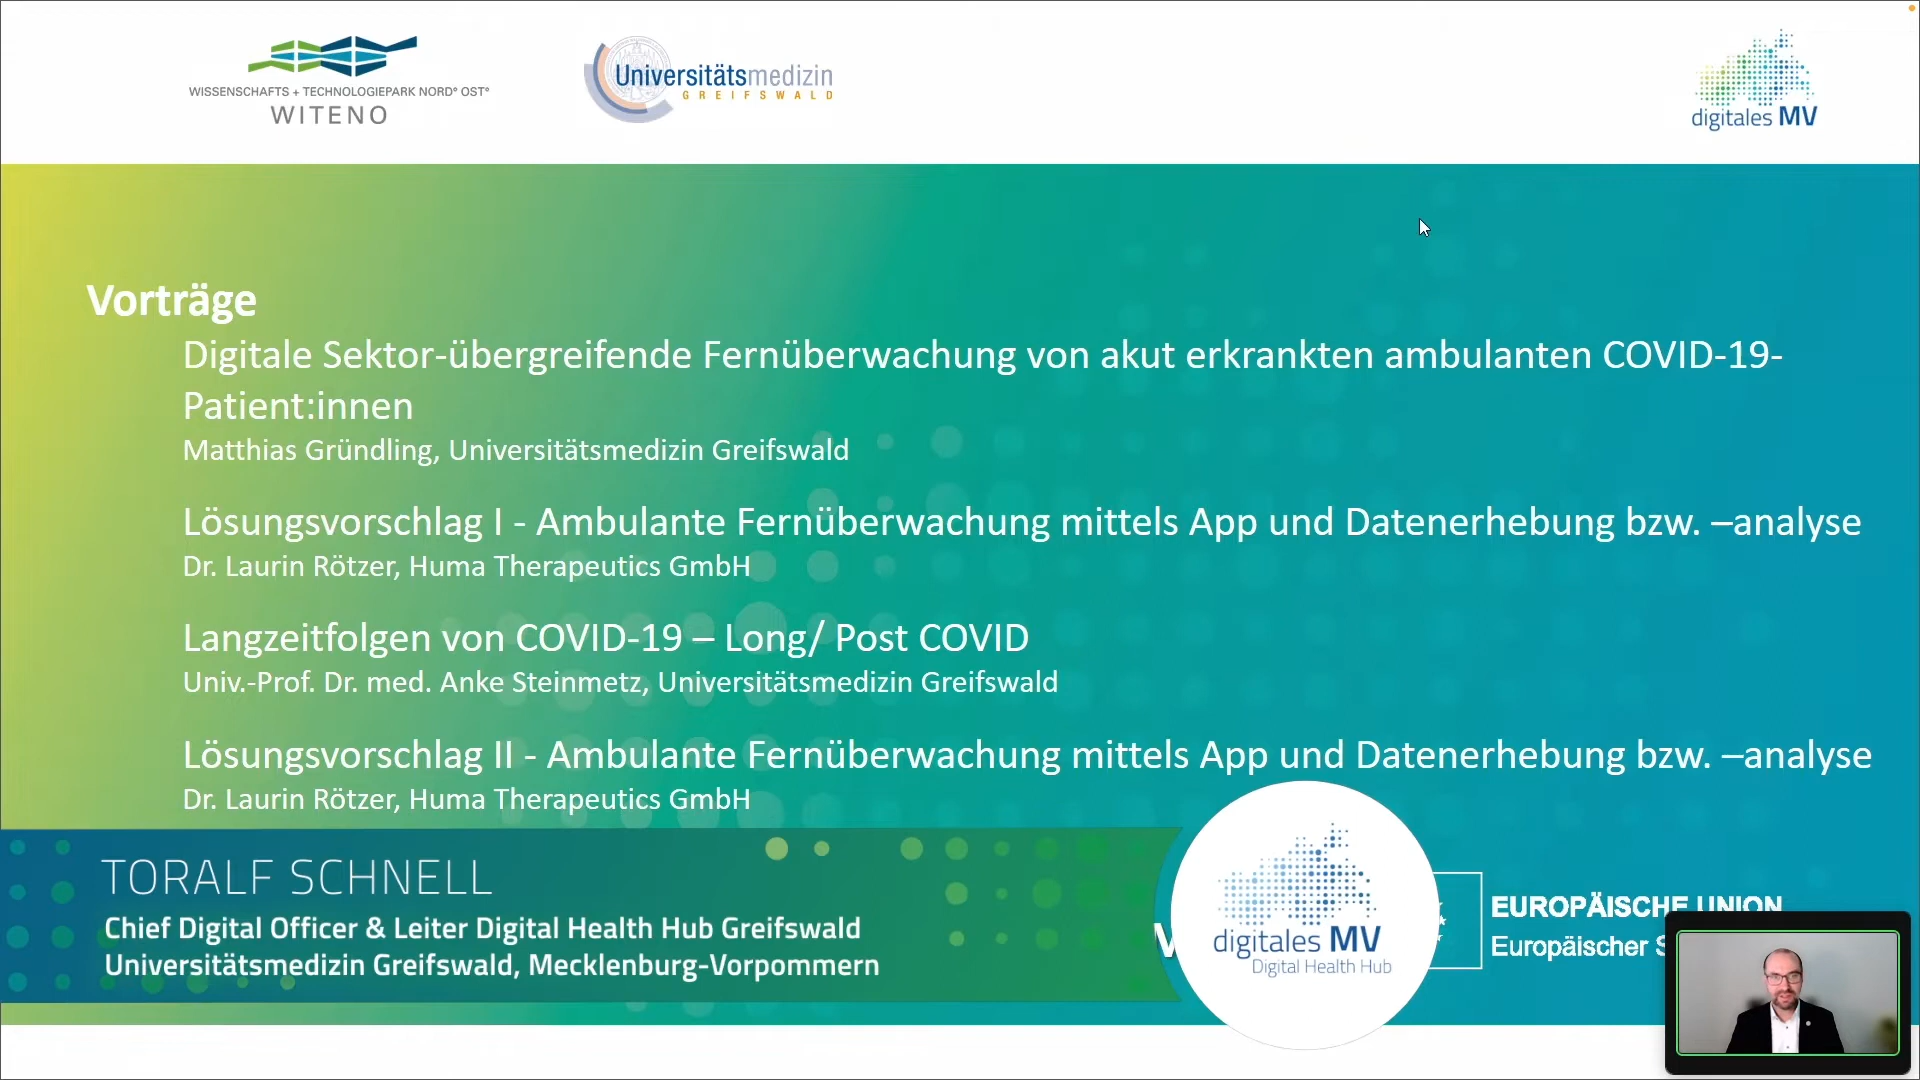 WISSENSCHAFTS + TECHNOLOGIEPARK NORD° OST°
WITENO
Universitätsmedizin
GREIFSWALD
digitales MV
Vorträge
Digitale Sektor-übergreifende Fernüberwachung von akut erkrankten ambulanten COVID-19-
Patient:innen
Matthias Gründling, Universitätsmedizin Greifswald
Lösungsvorschlag I - Ambulante Fernüberwachung mittels App und Datenerhebung bzw. –analyse
Dr. Laurin Rötzer, Huma Therapeutics GmbH
Langzeitfolgen von COVID-19 – Long/ Post COVID
Univ.-Prof. Dr. med. Anke Steinmetz, Universitätsmedizin Greifswald
Lösungsvorschlag II - Ambulante Fernüberwachung mittels App und Datenerhebung bzw. –analyse
Dr. Laurin Rötzer, Huma Therapeutics GmbH
TORALF SCHNELL
Chief Digital Officer & Leiter Digital Health Hub Greifswald
Universitätsmedizin Greifswald, Mecklenburg-Vorpommern
digitales MV
Digital Health Hub
EUROPÄISCHE UNION
Europäischer